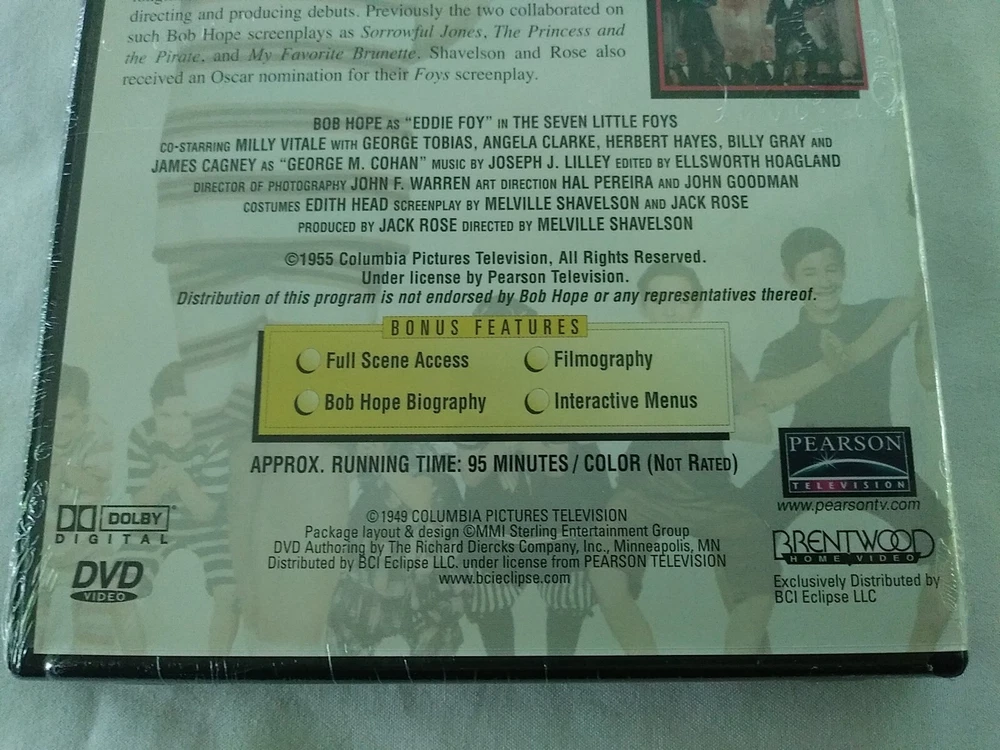 directing and producing debuts. Previously the two collaborated on
such Bob Hope screenplays as Sorrowful Jones, The Princess and
the Pirate, and My Favorite Brunette. Shavelson and Rose also
received an Oscar nomination for their Foys screenplay.
BOB HOPE AS "EDDIE FOY" IN THE SEVEN LITTLE FOYS
CO-STARRING MILLY VITALE WITH GEORGE TOBIAS, ANGELA CLARKE, HERBERT HAYES, BILLY GRAY AND
JAMES CAGNEY AS "GEORGE M. COHAN" MUSIC BY JOSEPH J. LILLEY EDITED BY ELLSWORTH HOAGLAND
DIRECTOR OF PHOTOGRAPHY JOHN F. WARREN ART DIRECTION HAL PEREIRA AND JOHN GOODMAN
COSTUMES EDITH HEAD SCREENPLAY BY MELVILLE SHAVELSON AND JACK ROSE
PRODUCED BY JACK ROSE DIRECTED BY MELVILLE SHAVELSON
©1955 Columbia Pictures Television, All Rights Reserved.
Under license by Pearson Television.
Distribution of this program is not endorsed by Bob Hope or any representatives thereof.
BONUS FEATURES
Full Scene Access
Filmography
Bob Hope Biography
Interactive Menus
APPROX. RUNNING TIME: 95 MINUTES / COLOR (NOT RATED)
PEARSON
TELEVISION
www.pearsontv.com
DOLBY
DIGITAL
DVD
VIDEO
©1949 COLUMBIA PICTURES TELEVISION
Package layout & design ©MMI Sterling Entertainment Group
DVD Authoring by The Richard Diercks Company, Inc., Minneapolis, MN
Distributed by BCI Eclipse LLC. under license from PEARSON TELEVISION
www.bcieclipse.com
BRENTWOOD
HOME VIDEO
Exclusively Distributed by
BCI Eclipse LLC